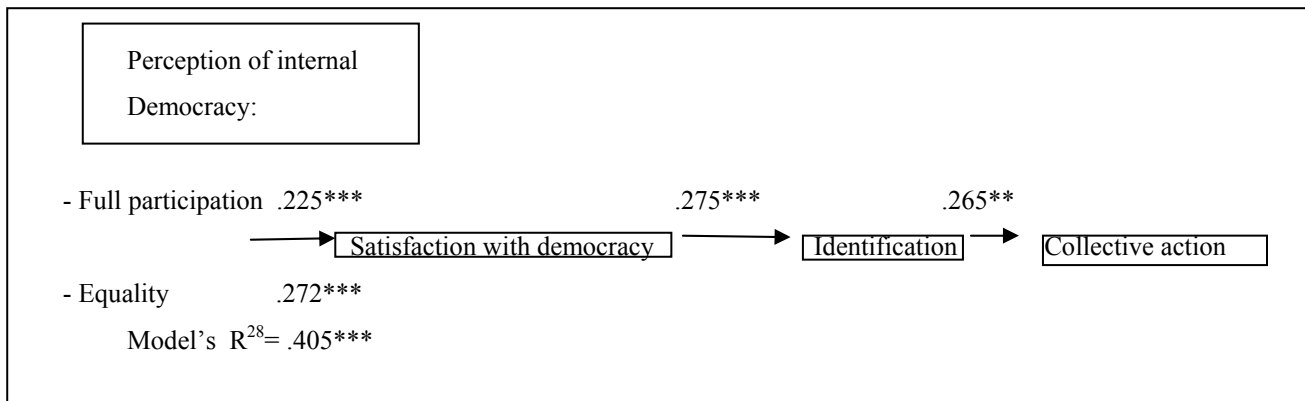 Perception of internal
Democracy:
- Full participation .225*** .275*** .265**
Satisfaction with democracy Identification Collective action
- Equality .272***
Model's R28= .405***